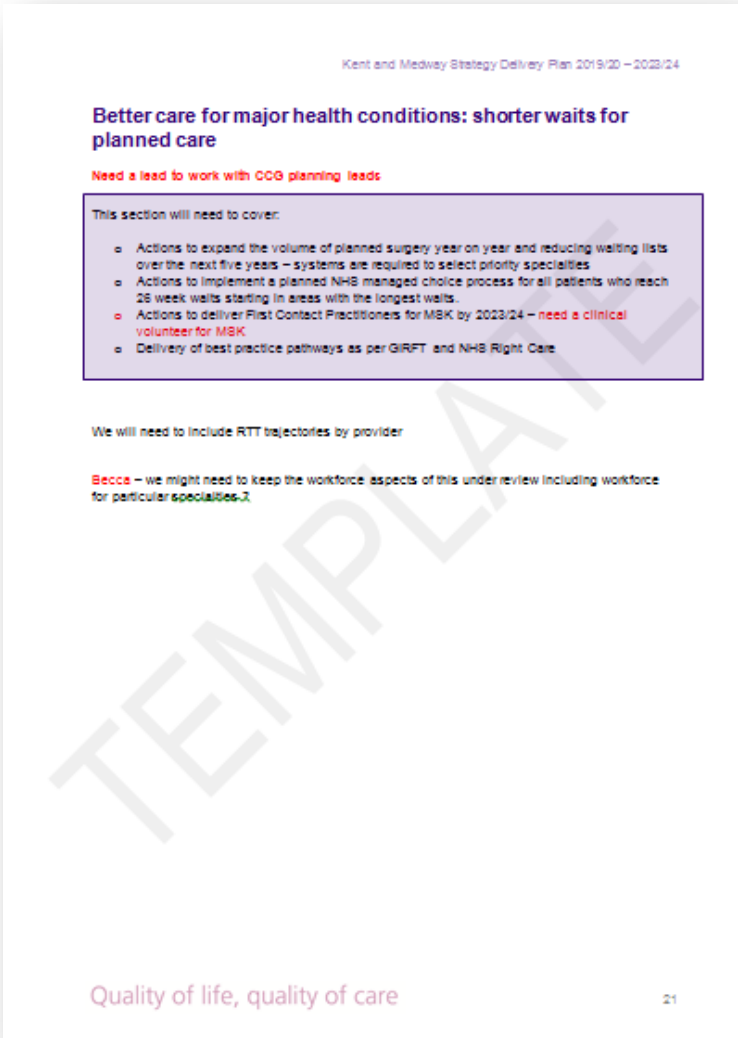 Kent and Medway Strategy Delivery Plan 2019/20 – 2023/24
Better care for major health conditions: shorter waits for
planned care
Need a lead to work with CCG planning leads
This section will need to cover:
o Actions to expand the volume of planned surgery year on year and reducing waiting lists
over the next five years – systems are required to select priority specialties
o Actions to implement a planned NHS managed choice process for all patients who reach
26 week waits starting in areas with the longest waits.
o Actions to deliver First Contact Practitioners for MSK by 2023/24 – need a clinical
volunteer for MSK
o Delivery of best practice pathways as per GIRFT and NHS Right Care
We will need to include RTT trajectories by provider
Becca – we might need to keep the workforce aspects of this under review including workforce
for particular specialties.?
TEMPLATE
Quality of life, quality of care
21